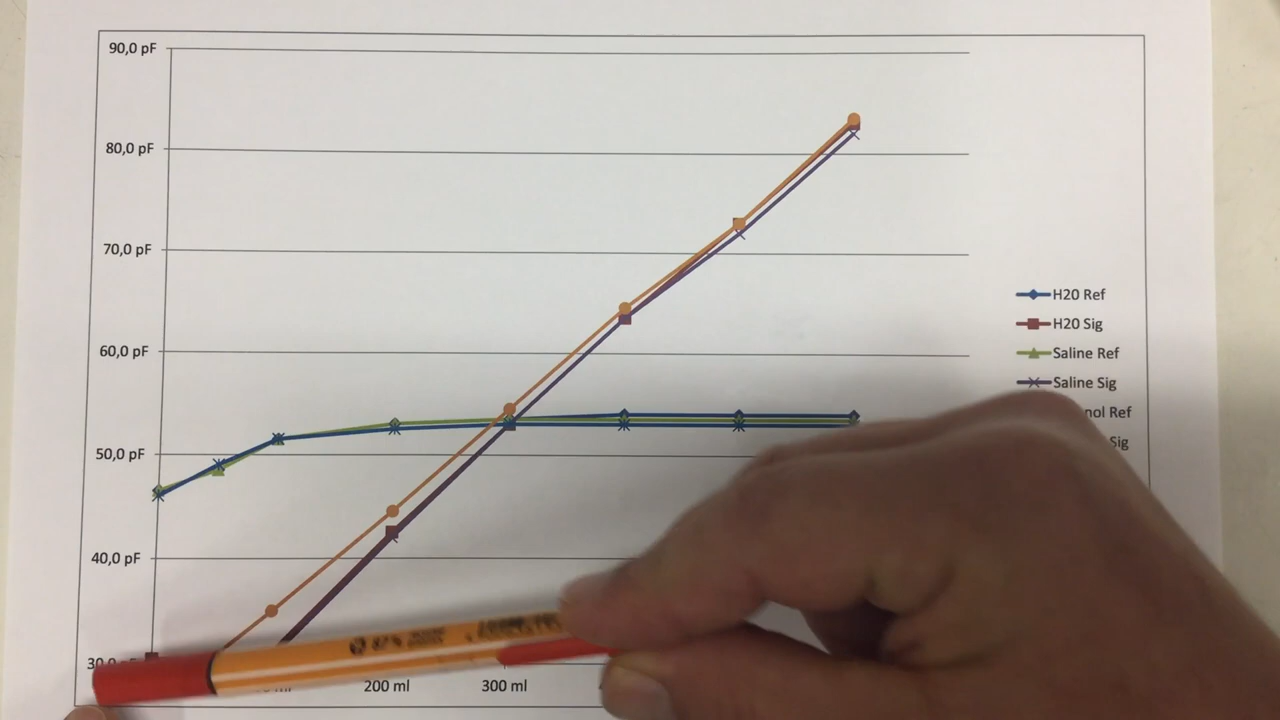 90,0 pF
80,0 pF
70,0 pF
60,0 pF
50,0 pF
40,0 pF
H20 Ref
H20 Sig
Saline Ref
Saline Sig
nol Ref
Sig
200 ml
300 ml